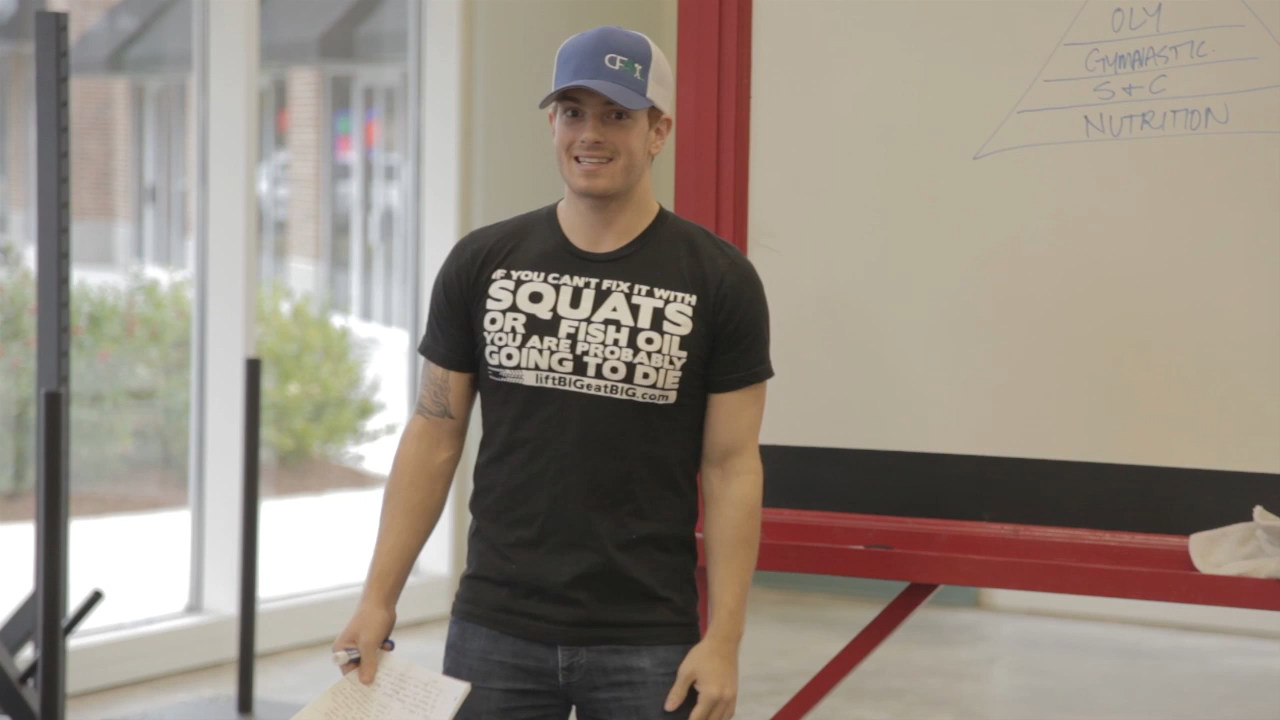 OLY
GYMNASTIC
S + C
NUTRITION
IF YOU CAN'T FIX IT WITH
SQUATS
OR FISH OIL
YOU ARE PROBABLY
GOING TO DIE
liftBIGeatBIG.com